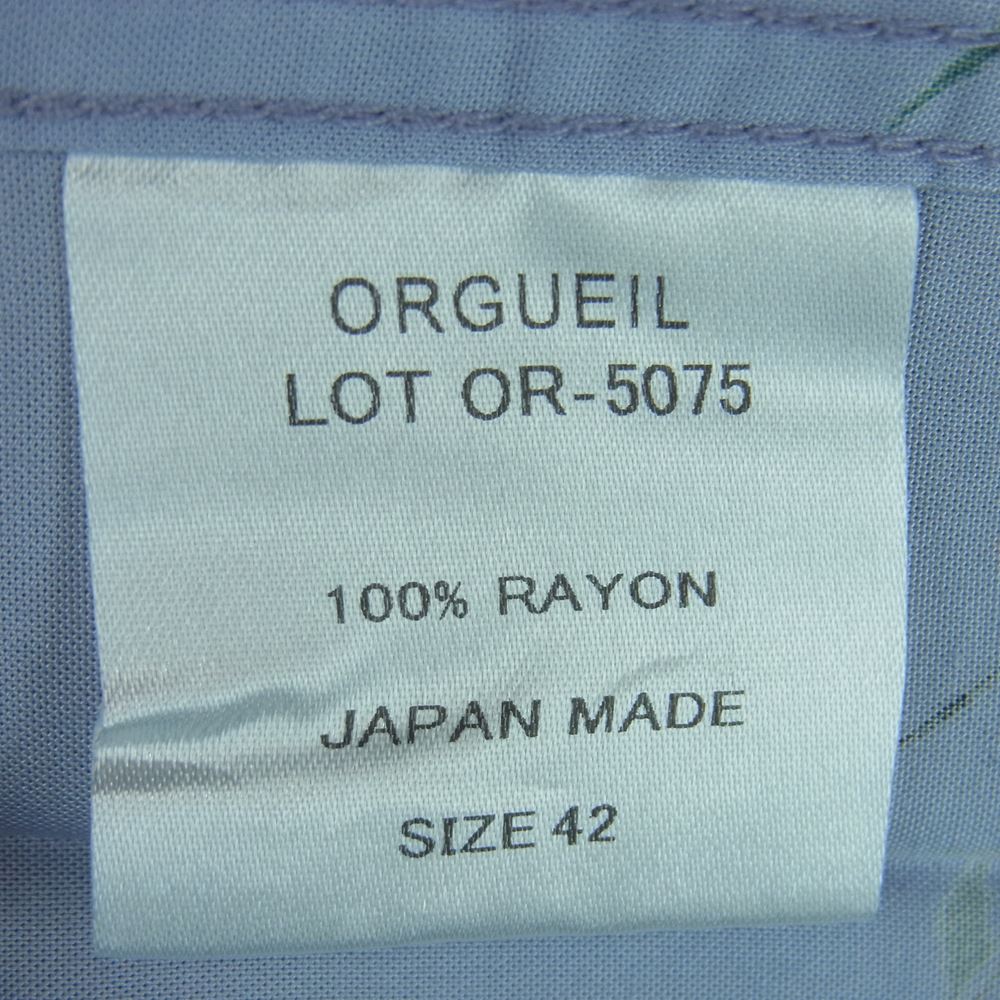 ORGUEIL
LOT OR-5075
100% RAYON
JAPAN MADE
SIZE 42